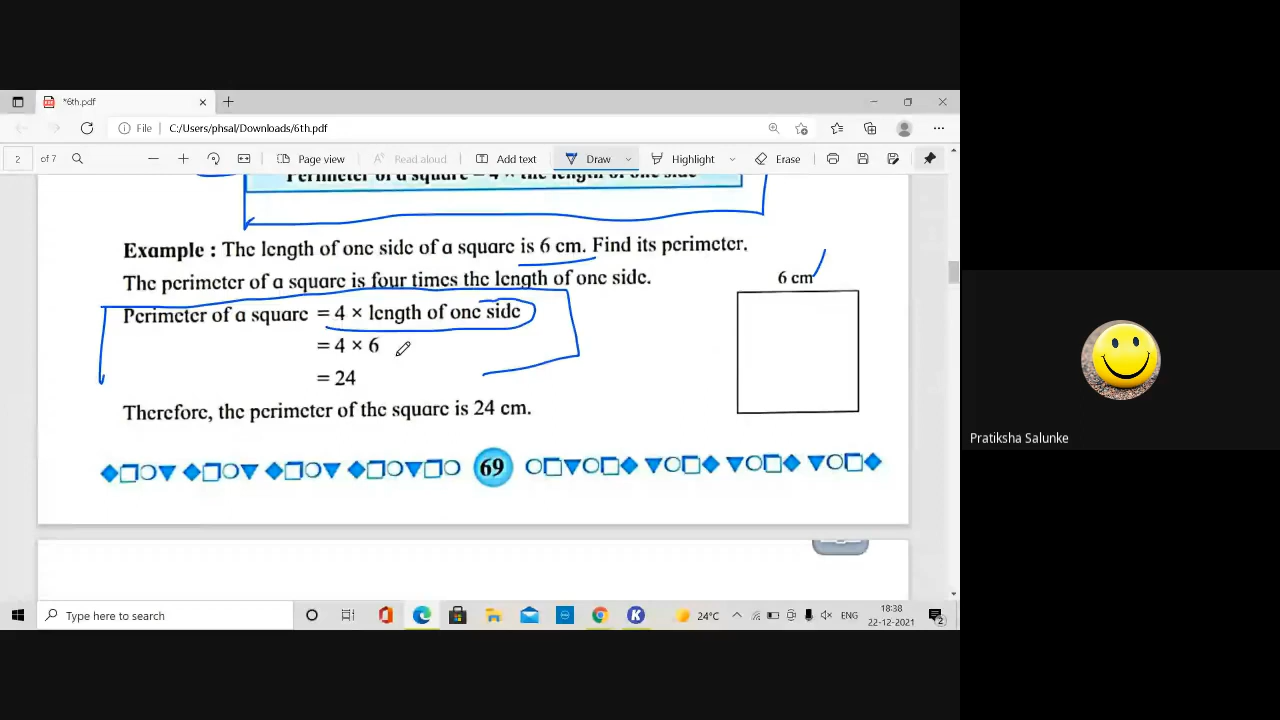 *6th.pdf
File C:/Users/phsal/Downloads/6th.pdf
2 of 7 Page view Read aloud Add text Draw Highlight Erase
Perimeter of a square = 4 × the length of one side
Example : The length of one side of a square is 6 cm. Find its perimeter.
The perimeter of a square is four times the length of one side.
6 cm
Perimeter of a square = 4 × length of one side
= 4 × 6
= 24
Therefore, the perimeter of the square is 24 cm.
69
Pratiksha Salunke
Type here to search
24°C
ENG
18:38
22-12-2021
2